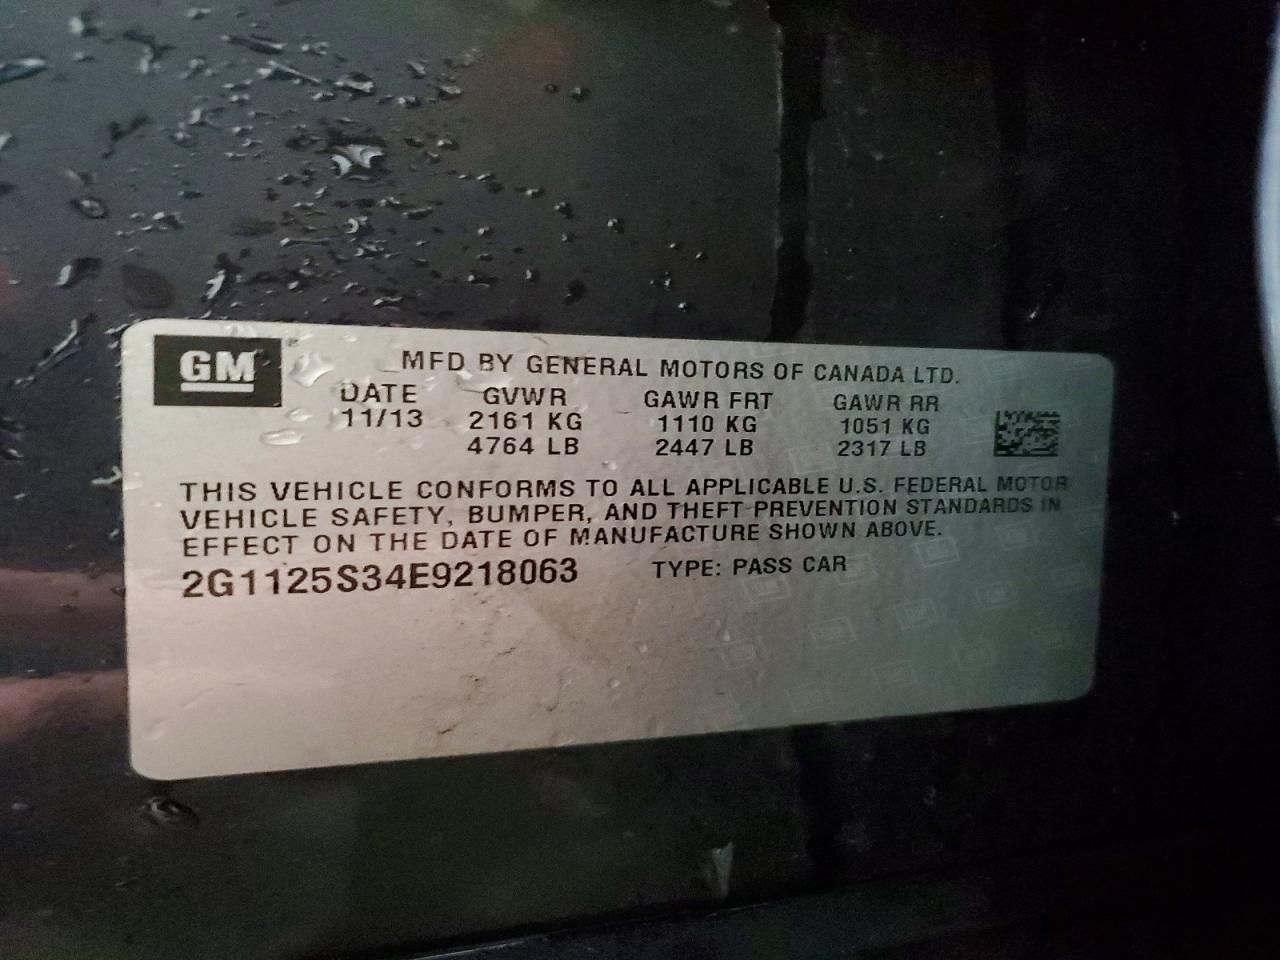 GM
MFD BY GENERAL MOTORS OF CANADA LTD.
DATE GVWR GAWR FRT GAWR RR
11/13 2161 KG 1110 KG 1051 KG
4764 LB 2447 LB 2317 LB
THIS VEHICLE CONFORMS TO ALL APPLICABLE U.S. FEDERAL MOTOR
VEHICLE SAFETY, BUMPER, AND THEFT PREVENTION STANDARDS IN
EFFECT ON THE DATE OF MANUFACTURE SHOWN ABOVE.
2G1125S34E9218063 TYPE: PASS CAR